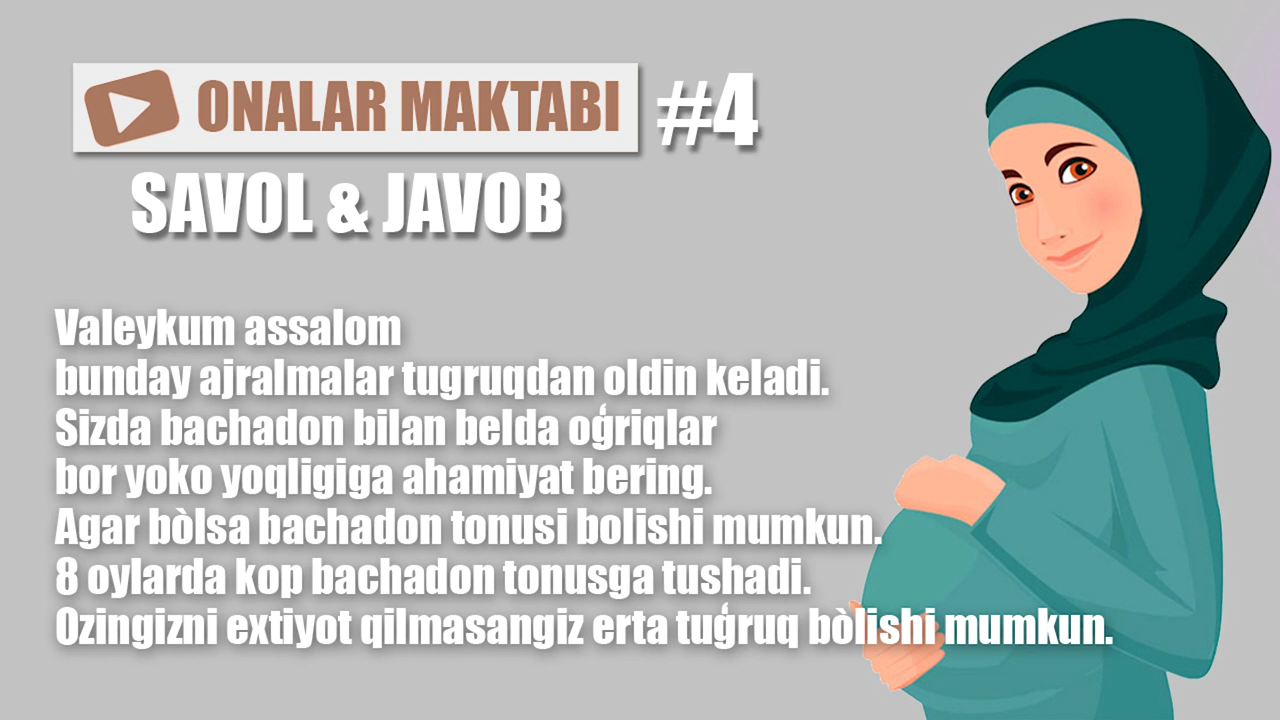 ONALAR MAKTABI #4
SAVOL & JAVOB
Valeykum assalom
bunday ajralmalar tugruqdan oldin keladi.
Sizda bachadon bilan belda oģriqlar
bor yoko yoqligiga ahamiyat bering.
Agar bòlsa bachadon tonusi bolishi mumkun.
8 oylarda kop bachadon tonusga tushadi.
Ozingizni extiyot qilmasangiz erta tuģruq bòlishi mumkun.